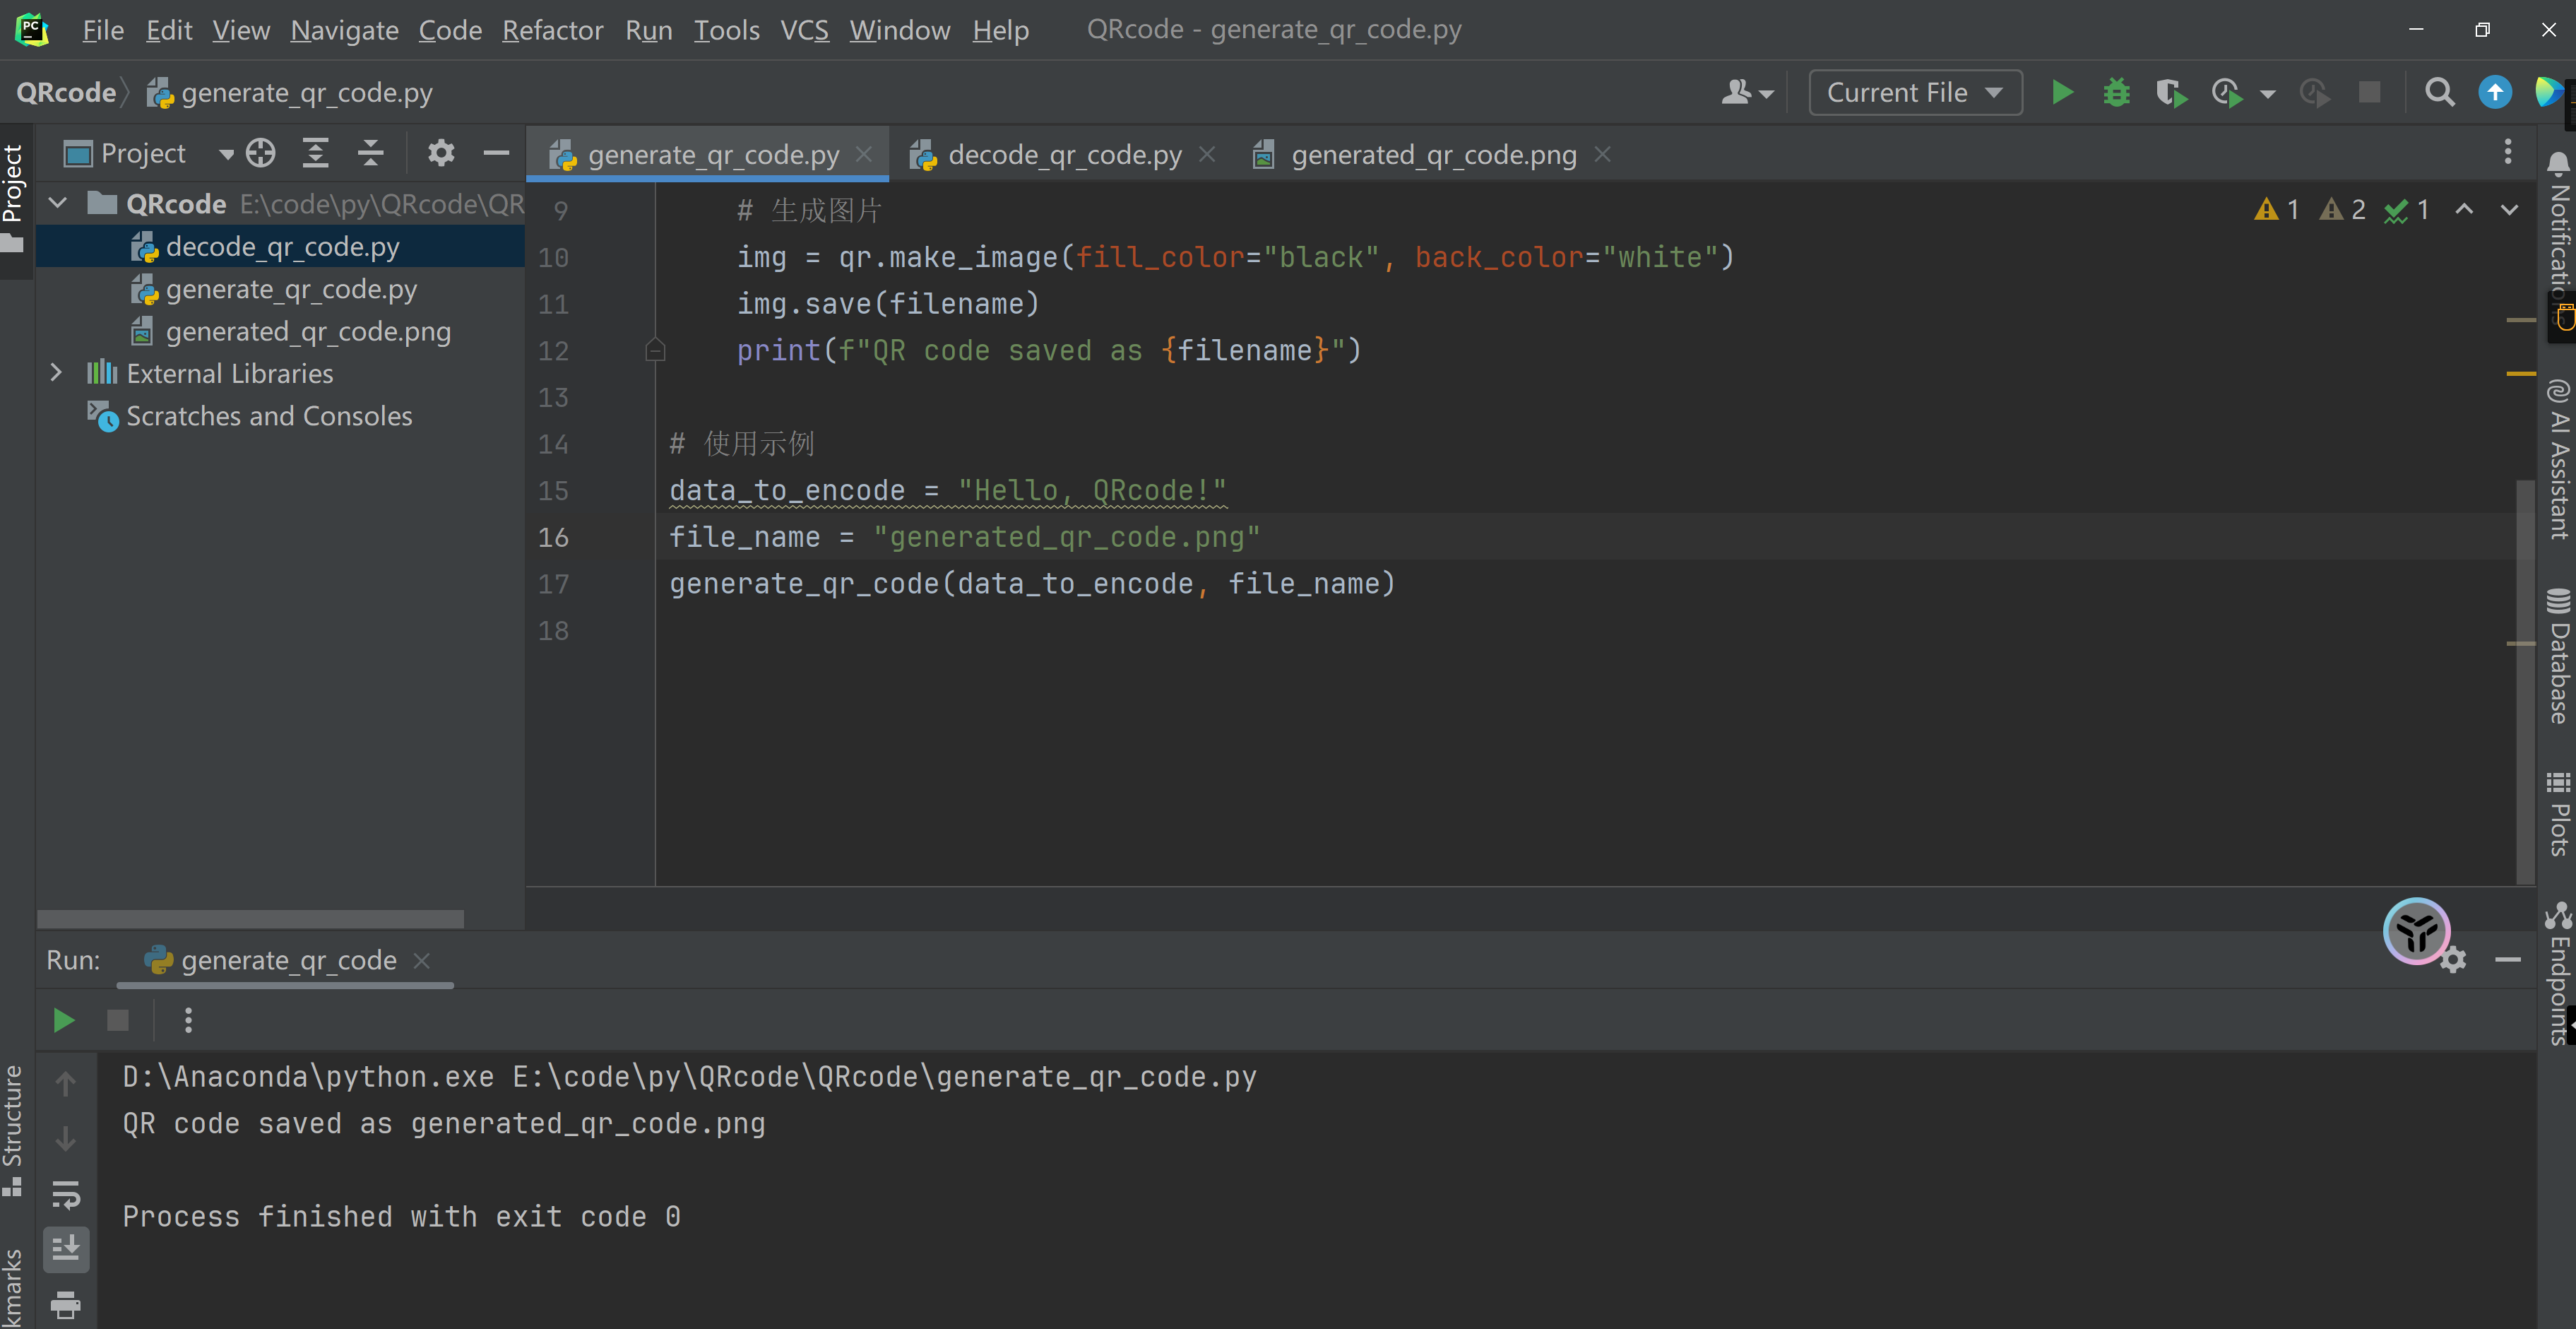 PC File Edit View Navigate Code Refactor Run Tools VCS Window Help QRcode - generate_qr_code.py
QRcode generate_qr_code.py Current File
Project
Project
generate_qr_code.py decode_qr_code.py generated_qr_code.png
QRcode E:\code\py\QRcode\QR
decode_qr_code.py
generate_qr_code.py
generated_qr_code.png
External Libraries
Scratches and Consoles
1 2 1
9 # 生成图片
10 img = qr.make_image(fill_color="black", back_color="white")
11 img.save(filename)
12 print(f"QR code saved as {filename}")
13
14 # 使用示例
15 data_to_encode = "Hello, QRcode!"
16 file_name = "generated_qr_code.png"
17 generate_qr_code(data_to_encode, file_name)
18
Notifications
AI Assistant
Database
Plots
Endpoints
Run: generate_qr_code
D:\Anaconda\python.exe E:\code\py\QRcode\QRcode\generate_qr_code.py
QR code saved as generated_qr_code.png
Process finished with exit code 0
Structure
kmarks